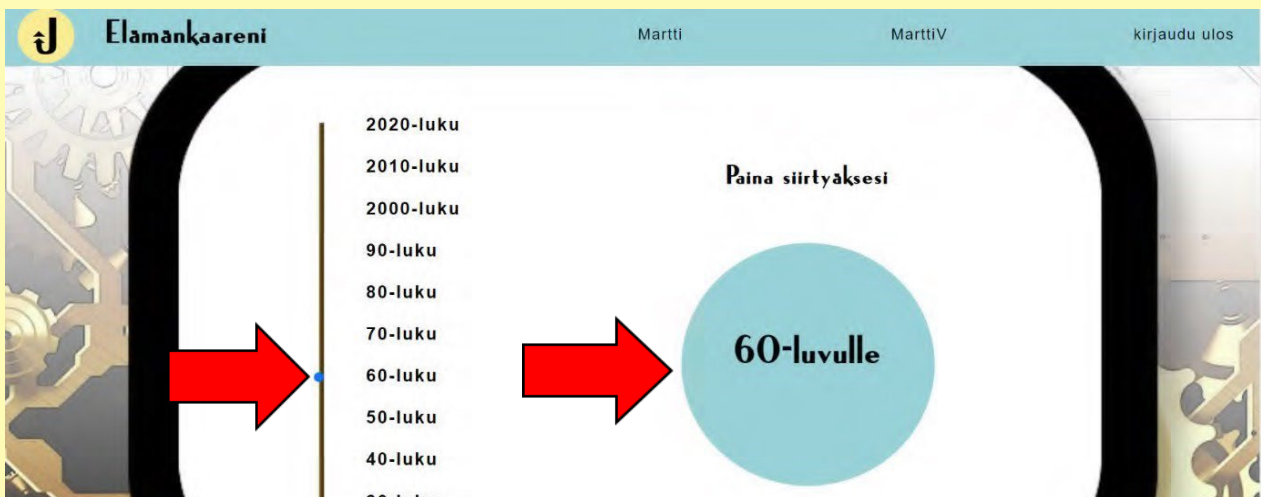 Elämänkaareni
Martti
MarttiV
kirjaudu ulos
2020-luku
2010-luku
2000-luku
90-luku
80-luku
70-luku
60-luku
50-luku
40-luku
Paina siirtyäksesi
60-luvulle